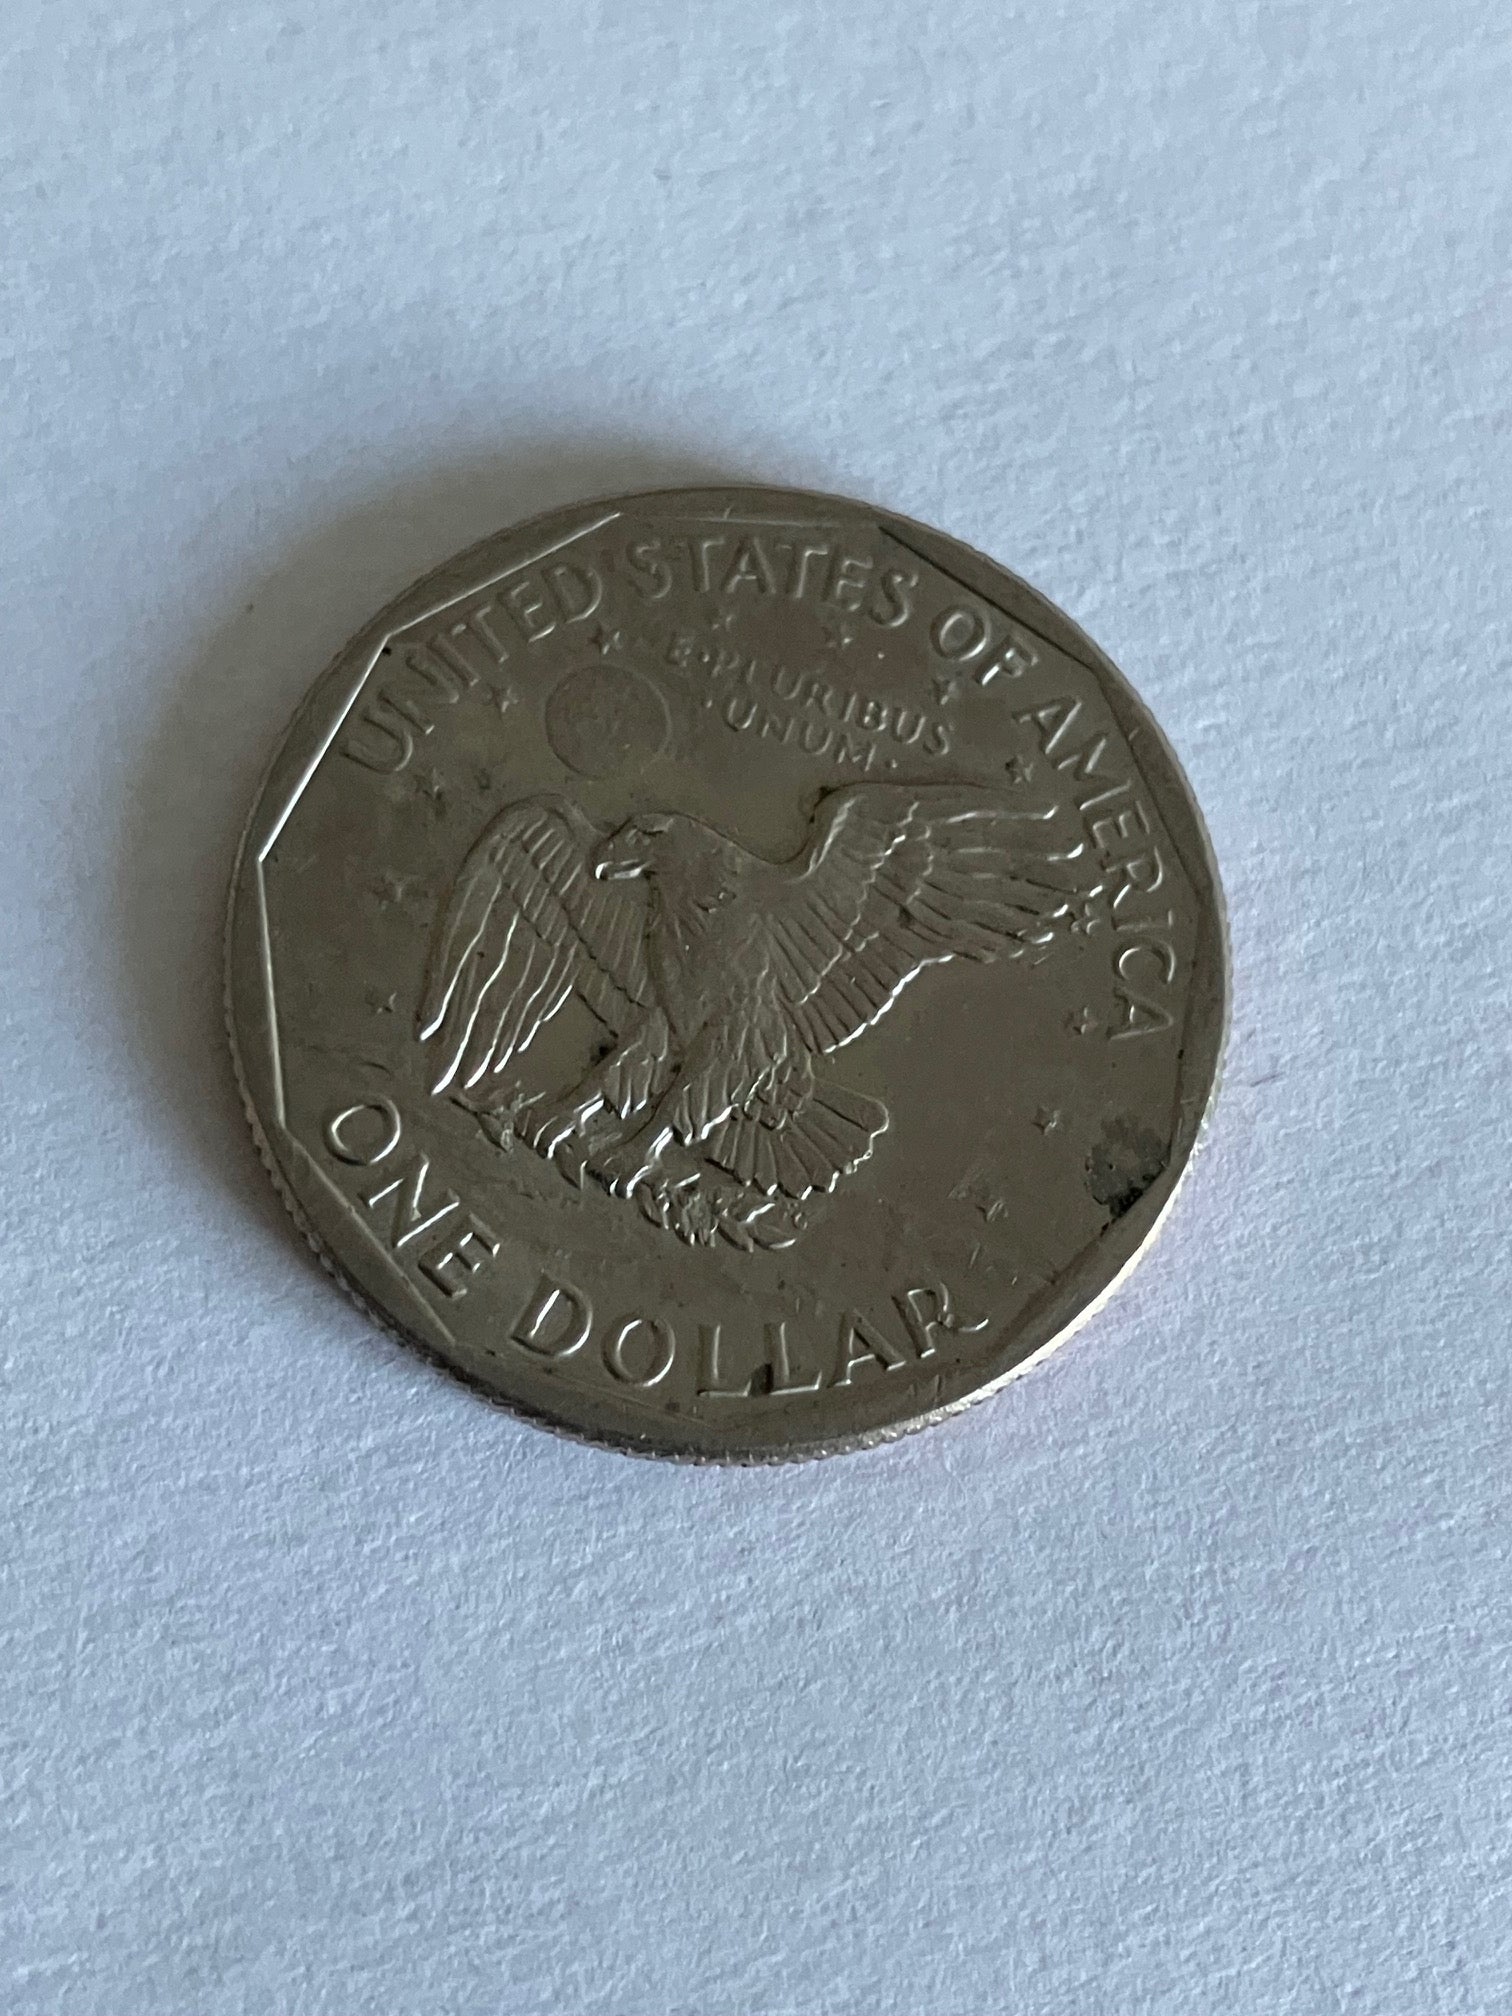 UNITED STATES OF AMERICA
E·PLURIBUS
·UNUM·
ONE DOLLAR